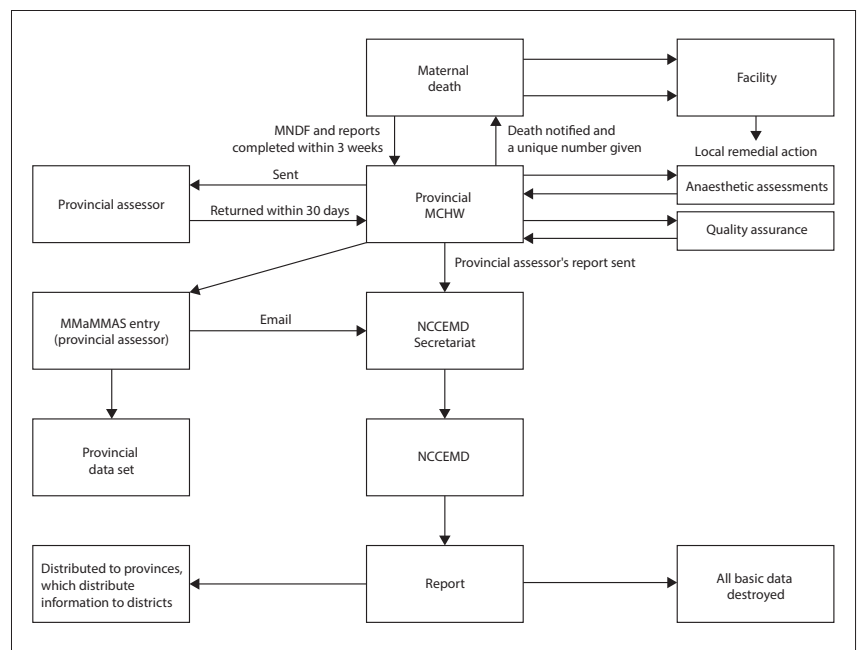 Maternal
death
Facility
MNDF and reports
completed within 3 weeks
Death notified and
a unique number given
Local remedial action
Sent
Provincial assessor
Returned within 30 days
Provincial
MCHW
Anaesthetic assessments
Quality assurance
Provincial assessor's report sent
MMaMMAS entry
(provincial assessor)
Email
NCCEMD
Secretariat
Provincial
data set
NCCEMD
Distributed to provinces,
which distribute
information to districts
Report
All basic data
destroyed